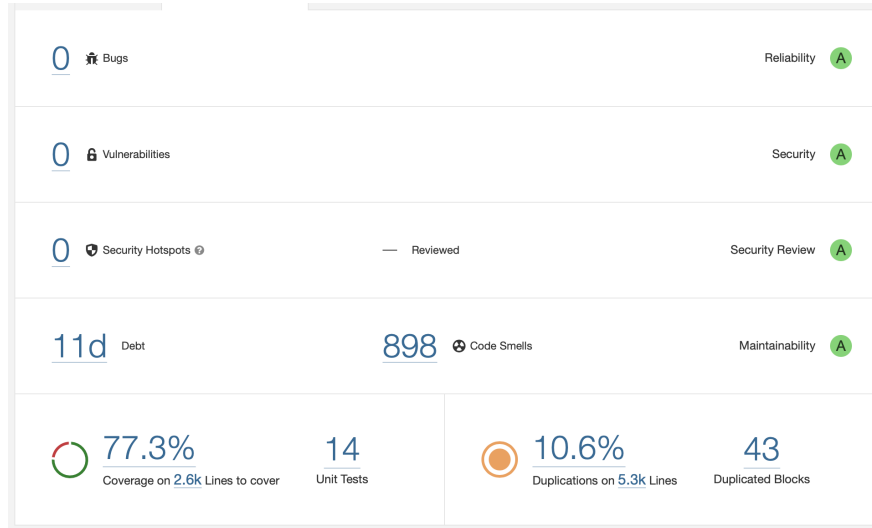 0 Bugs Reliability A
0 Vulnerabilities Security A
0 Security Hotspots ? — Reviewed Security Review A
11d Debt 898 Code Smells Maintainability A
77.3% 14 10.6% 43
Coverage on 2.6k Lines to cover Unit Tests Duplications on 5.3k Lines Duplicated Blocks